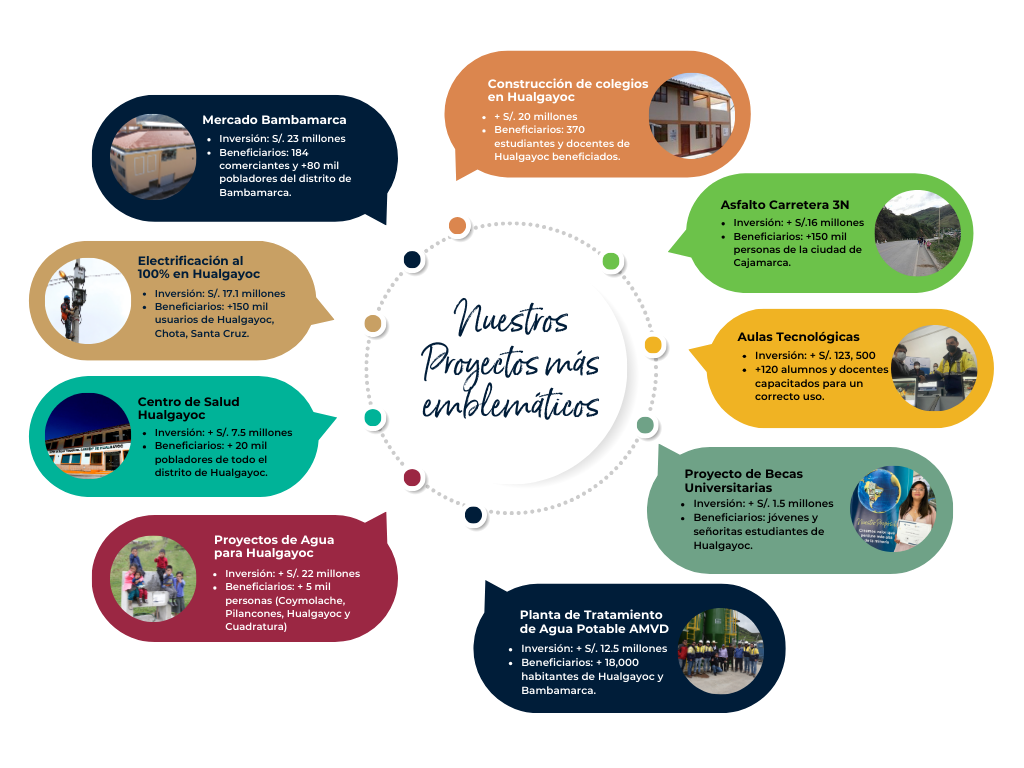 Construcción de colegios
en Hualgayoc
+ S/. 20 millones
Beneficiarios: 370
estudiantes y docentes de
Hualgayoc beneficiados.
Mercado Bambamarca
Inversión: S/. 23 millones
Beneficiarios: 184
comerciantes y +80 mil
pobladores del distrito de
Bambamarca.
Asfalto Carretera 3N
Inversión: + S/.16 millones
Beneficiarios: +150 mil
personas de la ciudad de
Cajamarca.
Electrificación al
100% en Hualgayoc
Inversión: S/. 17.1 millones
Beneficiarios: +150 mil
usuarios de Hualgayoc,
Chota, Santa Cruz.
Nuestros
Proyectos más
emblemáticos
Aulas Tecnológicas
Inversión: + S/. 123, 500
+120 alumnos y docentes
capacitados para un
correcto uso.
Centro de Salud
Hualgayoc
Inversión: + S/. 7.5 millones
Beneficiarios: + 20 mil
pobladores de todo el
distrito de Hualgayoc.
Proyecto de Becas
Universitarias
Inversión: + S/. 1.5 millones
Beneficiarios: jóvenes y
señoritas estudiantes de
Hualgayoc.
Proyectos de Agua
para Hualgayoc
Inversión: + S/. 22 millones
Beneficiarios: + 5 mil
personas (Coymolache,
Pilancones, Hualgayoc y
Cuadratura)
Planta de Tratamiento
de Agua Potable AMVD
Inversión: + S/. 12.5 millones
Beneficiarios: + 18,000
habitantes de Hualgayoc y
Bambamarca.